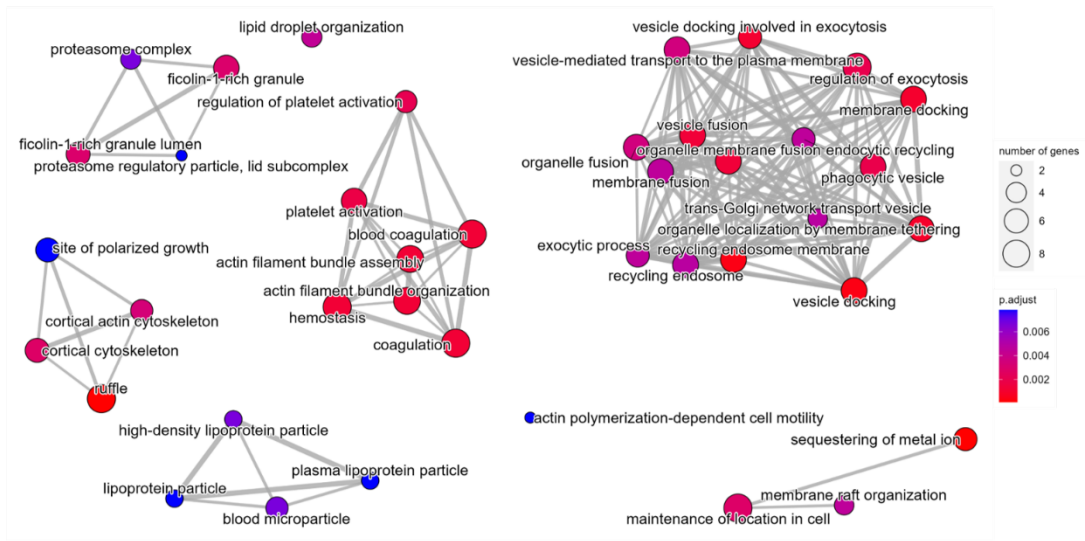 lipid droplet organization
proteasome complex
ficolin-1-rich granule
regulation of platelet activation
ficolin-1-rich granule lumen
proteasome regulatory particle, lid subcomplex
platelet activation
blood coagulation
actin filament bundle assembly
actin filament bundle organization
hemostasis
coagulation
site of polarized growth
cortical actin cytoskeleton
cortical cytoskeleton
ruffle
high-density lipoprotein particle
plasma lipoprotein particle
lipoprotein particle
blood microparticle
vesicle docking involved in exocytosis
vesicle-mediated transport to the plasma membrane
regulation of exocytosis
membrane docking
vesicle fusion
organelle membrane fusion
endocytic recycling
organelle fusion
membrane fusion
phagocytic vesicle
trans-Golgi network transport vesicle
organelle localization by membrane tethering
exocytic process
recycling endosome membrane
recycling endosome
vesicle docking
actin polymerization-dependent cell motility
sequestering of metal ion
membrane raft organization
maintenance of location in cell
number of genes
2
4
6
8
p.adjust
0.006
0.004
0.002